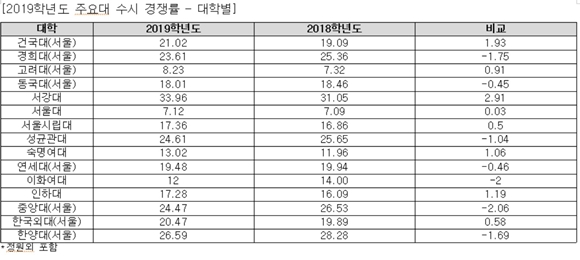 [2019학년도 주요대 수시 경쟁률 - 대학별]
대학 2019학년도 2018학년도 비교
건국대(서울) 21.02 19.09 1.93
경희대(서울) 23.61 25.36 -1.75
고려대(서울) 8.23 7.32 0.91
동국대(서울) 18.01 18.46 -0.45
서강대 33.96 31.05 2.91
서울대 7.12 7.09 0.03
서울시립대 17.36 16.86 0.5
성균관대 24.61 25.65 -1.04
숙명여대 13.02 11.96 1.06
연세대(서울) 19.48 19.94 -0.46
이화여대 12 14.00 -2
인하대 17.28 16.09 1.19
중앙대(서울) 24.47 26.53 -2.06
한국외대(서울) 20.47 19.89 0.58
한양대(서울) 26.59 28.28 -1.69
*정원외 포함